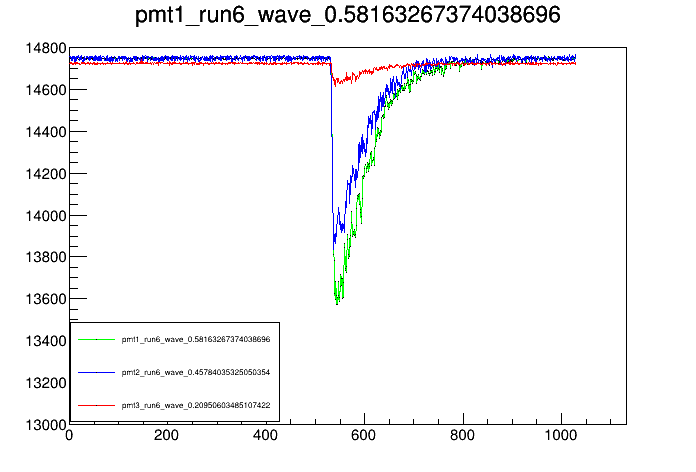 pmt1_run6_wave_0.58163267374038696
14800
14600
14400
14200
14000
13800
13600
13400
13200
13000
pmt1_run6_wave_0.58163267374038696
pmt2_run6_wave_0.45784035325050354
pmt3_run6_wave_0.20950603485107422
0 200 400 600 800 1000